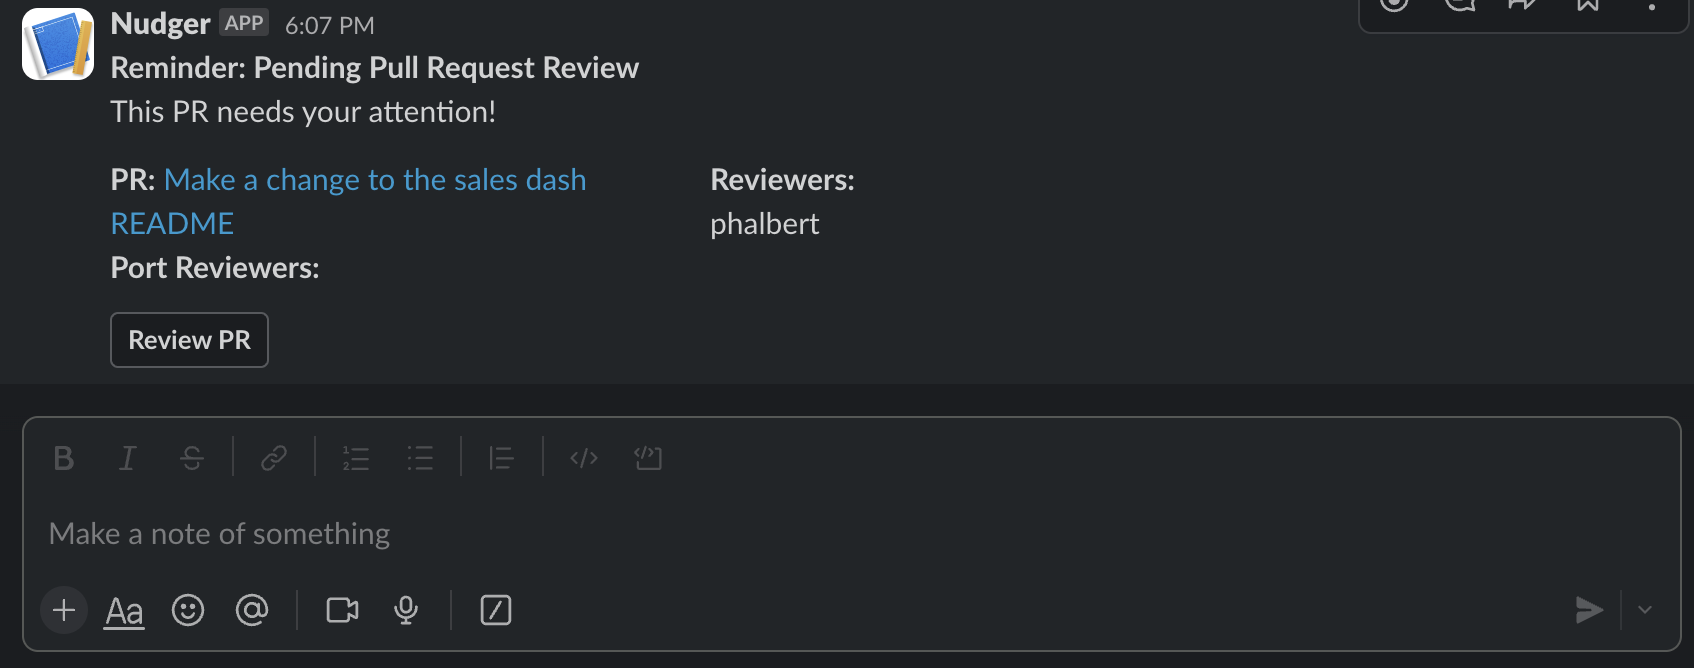 Nudger APP 6:07 PM
Reminder: Pending Pull Request Review
This PR needs your attention!
PR: Make a change to the sales dash
README
Port Reviewers:
Reviewers:
phalbert
Review PR
Make a note of something
Aa